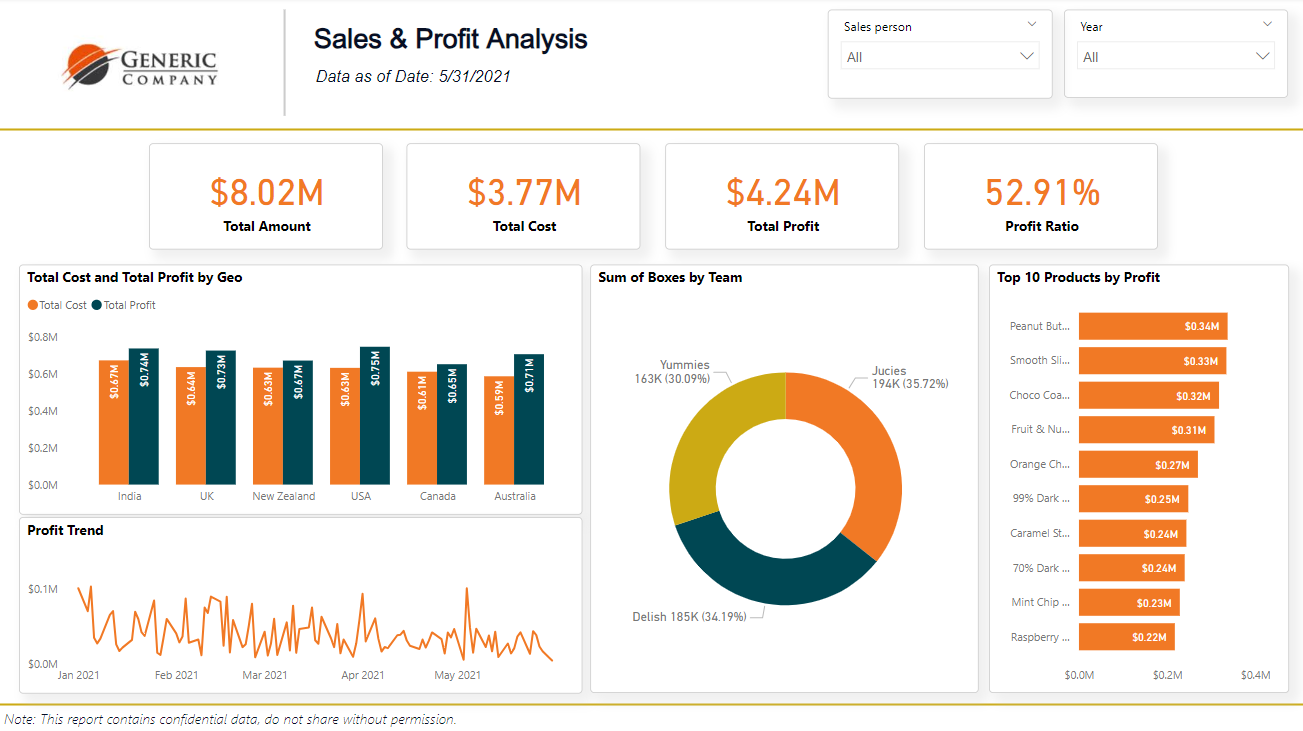 GENERIC
COMPANY
Sales & Profit Analysis
Data as of Date: 5/31/2021
Sales person
All
Year
All
$8.02M
Total Amount
$3.77M
Total Cost
$4.24M
Total Profit
52.91%
Profit Ratio
Total Cost and Total Profit by Geo
Total Cost Total Profit
$0.8M
$0.6M
$0.4M
$0.2M
$0.0M
$0.67M $0.74M
$0.64M $0.73M
$0.63M $0.67M
$0.63M $0.75M
$0.61M $0.65M
$0.59M $0.71M
India UK New Zealand USA Canada Australia
Profit Trend
$0.1M
$0.0M
Jan 2021 Feb 2021 Mar 2021 Apr 2021 May 2021
Sum of Boxes by Team
Yummies
163K (30.09%)
Jucies
194K (35.72%)
Delish 185K (34.19%)
Top 10 Products by Profit
Peanut But... $0.34M
Smooth Sli... $0.33M
Choco Coa... $0.32M
Fruit & Nu... $0.31M
Orange Ch... $0.27M
99% Dark ... $0.25M
Caramel St... $0.24M
70% Dark ... $0.24M
Mint Chip ... $0.23M
Raspberry ... $0.22M
$0.0M $0.2M $0.4M
Note: This report contains confidential data, do not share without permission.